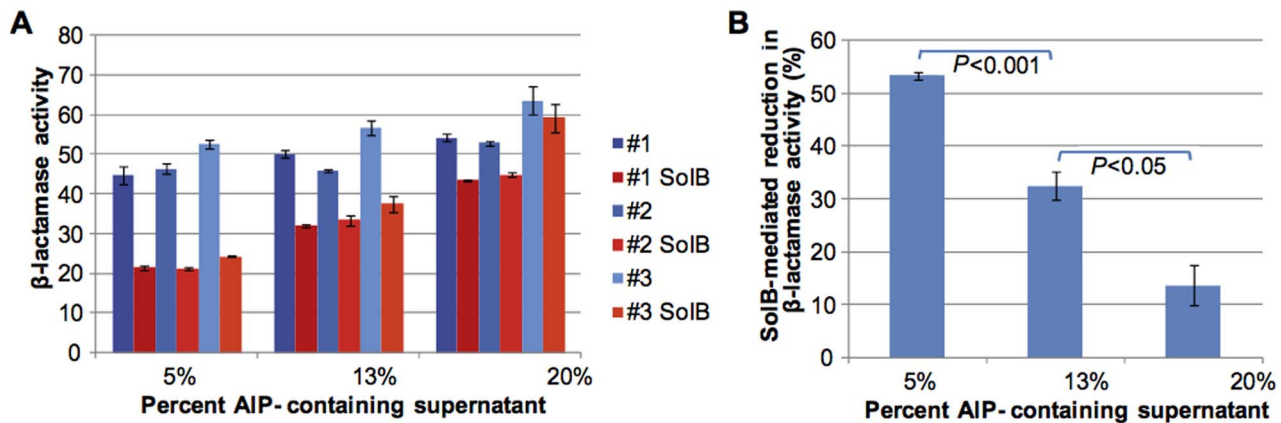 A
80
70
60
50
40
30
20
10
0
β-lactamase activity
5%
13%
20%
Percent AIP- containing supernatant
#1
#1 SolB
#2
#2 SolB
#3
#3 SolB
B
60
50
40
30
20
10
0
SolB-mediated reduction in
β-lactamase activity (%)
P<0.001
P<0.05
5%
13%
20%
Percent AIP-containing supernatant